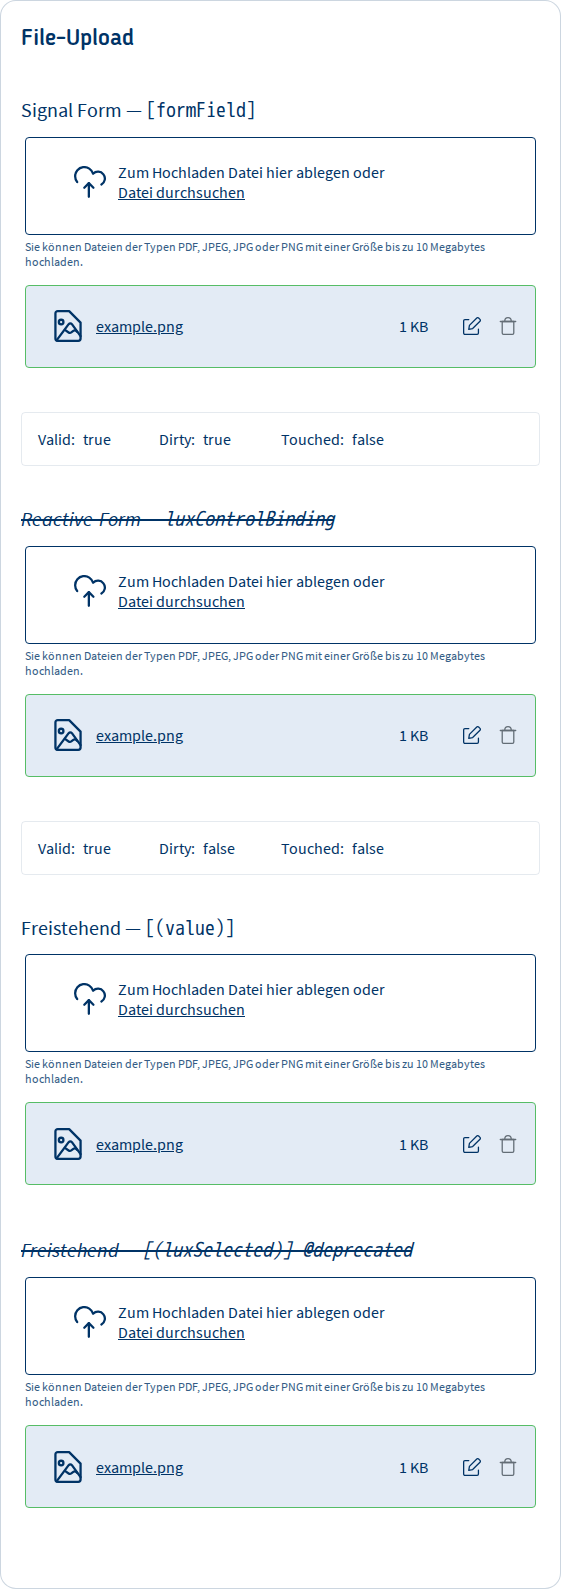 File-Upload
Signal Form — [formField]
Zum Hochladen Datei hier ablegen oder
Datei durchsuchen
Sie können Dateien der Typen PDF, JPEG, JPG oder PNG mit einer Größe bis zu 10 Megabytes
hochladen.
example.png 1 KB
Valid: true Dirty: true Touched: false
Reactive Form — luxControlBinding
Zum Hochladen Datei hier ablegen oder
Datei durchsuchen
Sie können Dateien der Typen PDF, JPEG, JPG oder PNG mit einer Größe bis zu 10 Megabytes
hochladen.
example.png 1 KB
Valid: true Dirty: false Touched: false
Freistehend — [(value)]
Zum Hochladen Datei hier ablegen oder
Datei durchsuchen
Sie können Dateien der Typen PDF, JPEG, JPG oder PNG mit einer Größe bis zu 10 Megabytes
hochladen.
example.png 1 KB
Freistehend — [(luxSelected)] @deprecated
Zum Hochladen Datei hier ablegen oder
Datei durchsuchen
Sie können Dateien der Typen PDF, JPEG, JPG oder PNG mit einer Größe bis zu 10 Megabytes
hochladen.
example.png 1 KB